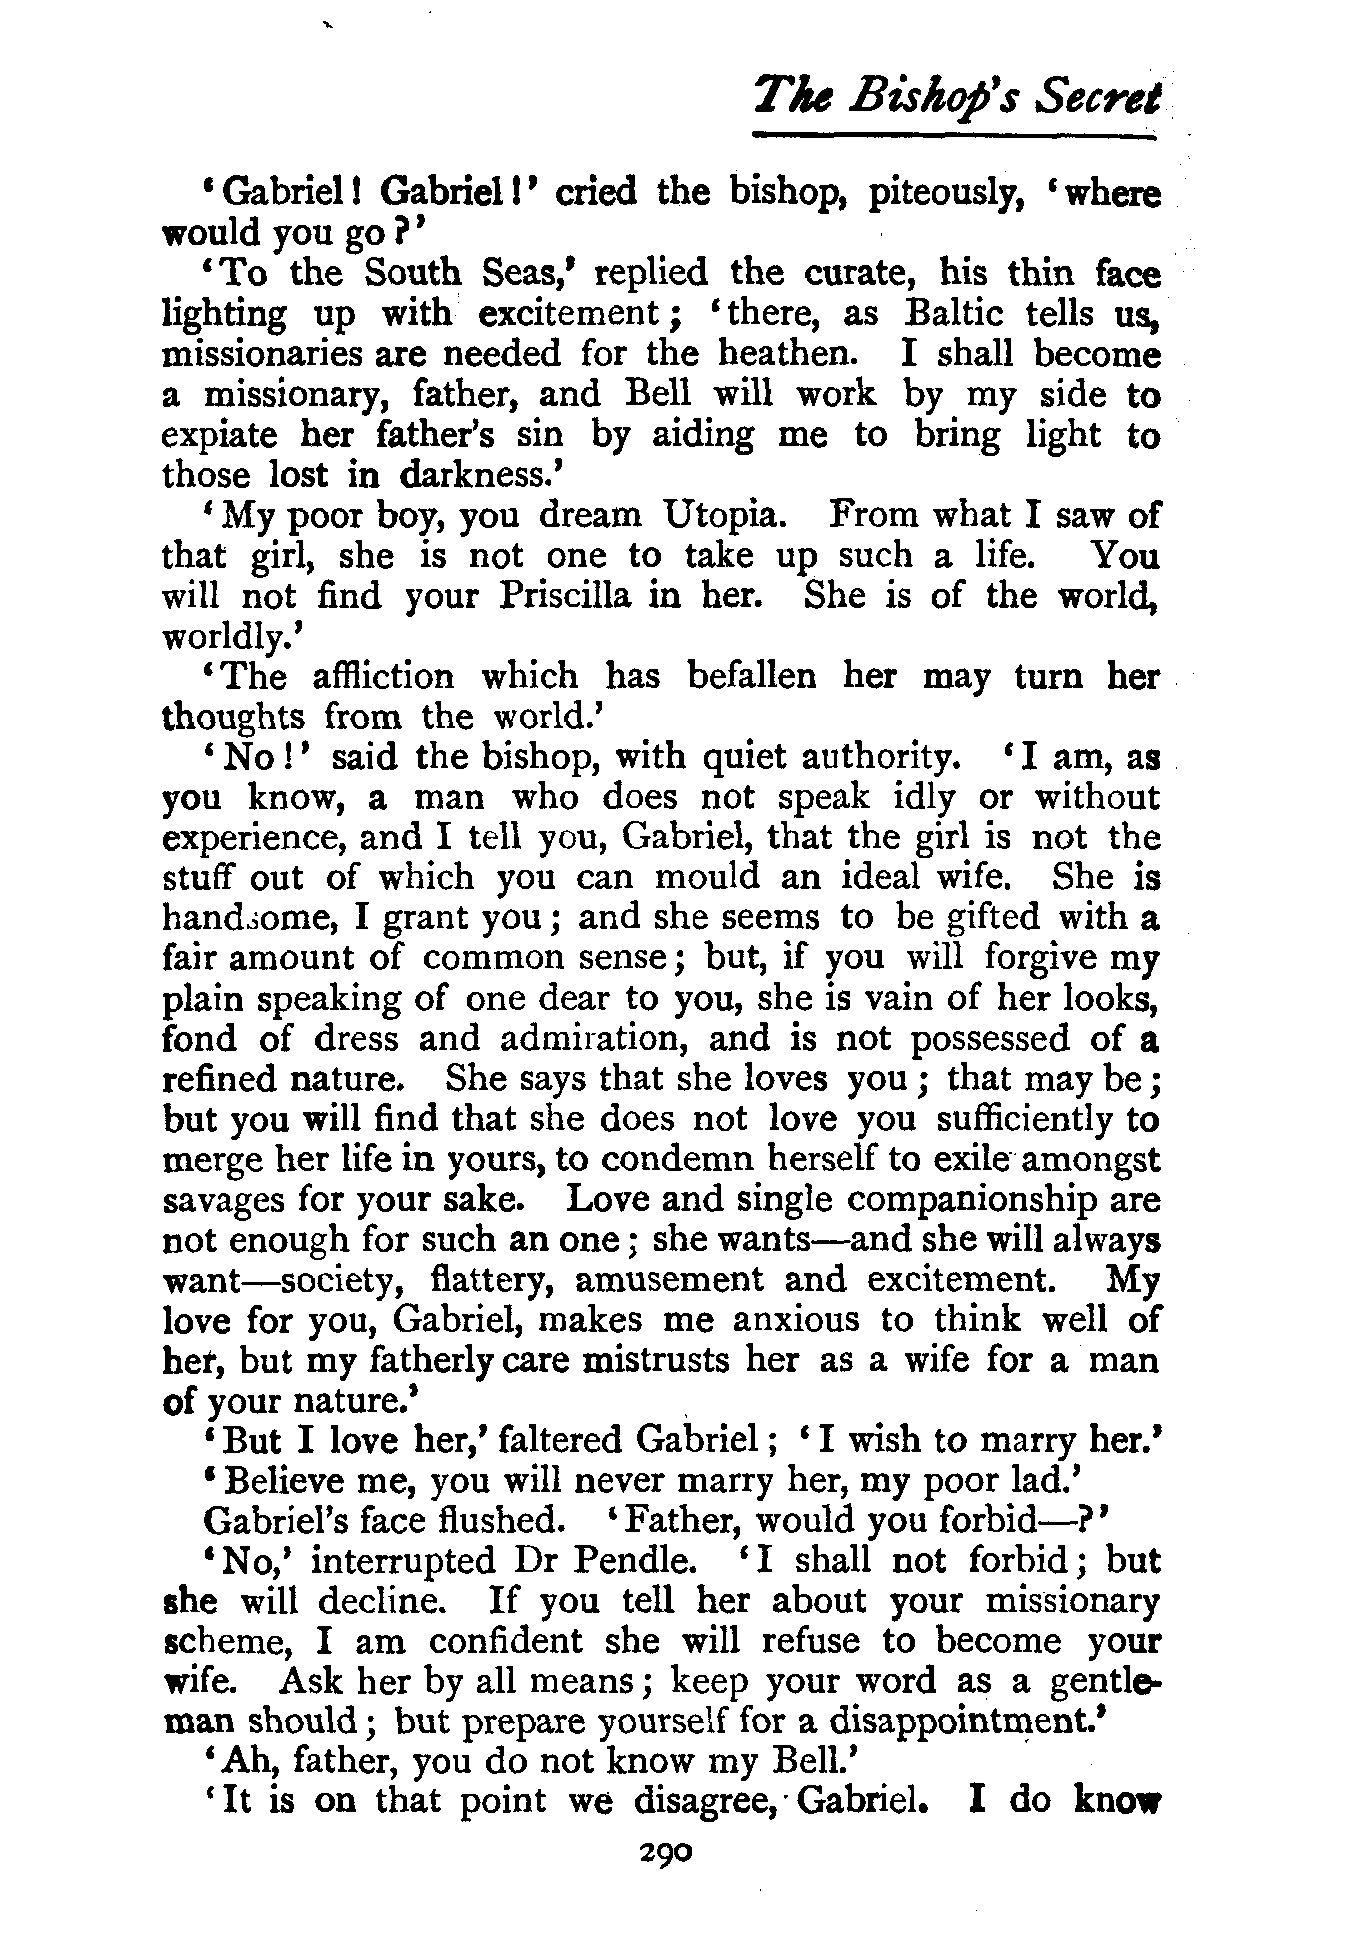 The Bishop's Secret
‘Gabriel! Gabriel!’ cried the bishop, piteously, ‘where
would you go?’
‘To the South Seas,’ replied the curate, his thin face
lighting up with excitement; ‘there, as Baltic tells us,
missionaries are needed for the heathen. I shall become
a missionary, father, and Bell will work by my side to
expiate her father's sin by aiding me to bring light to
those lost in darkness.’
‘My poor boy, you dream Utopia. From what I saw of
that girl, she is not one to take up such a life. You
will not find your Priscilla in her. She is of the world,
worldly.’
‘The affliction which has befallen her may turn her
thoughts from the world.’
‘No!’ said the bishop, with quiet authority. ‘I am, as
you know, a man who does not speak idly or without
experience, and I tell you, Gabriel, that the girl is not the
stuff out of which you can mould an ideal wife. She is
handsome, I grant you; and she seems to be gifted with a
fair amount of common sense; but, if you will forgive my
plain speaking of one dear to you, she is vain of her looks,
fond of dress and admiration, and is not possessed of a
refined nature. She says that she loves you; that may be;
but you will find that she does not love you sufficiently to
merge her life in yours, to condemn herself to exile amongst
savages for your sake. Love and single companionship are
not enough for such an one; she wants—and she will always
want—society, flattery, amusement and excitement. My
love for you, Gabriel, makes me anxious to think well of
her, but my fatherly care mistrusts her as a wife for a man
of your nature.’
‘But I love her,’ faltered Gabriel; ‘I wish to marry her.’
‘Believe me, you will never marry her, my poor lad.’
Gabriel's face flushed. ‘Father, would you forbid—?’
‘No,’ interrupted Dr Pendle. ‘I shall not forbid; but
she will decline. If you tell her about your missionary
scheme, I am confident she will refuse to become your
wife. Ask her by all means; keep your word as a gentle-
man should; but prepare yourself for a disappointment.’
‘Ah, father, you do not know my Bell.’
‘It is on that point we disagree, Gabriel. I do know
290